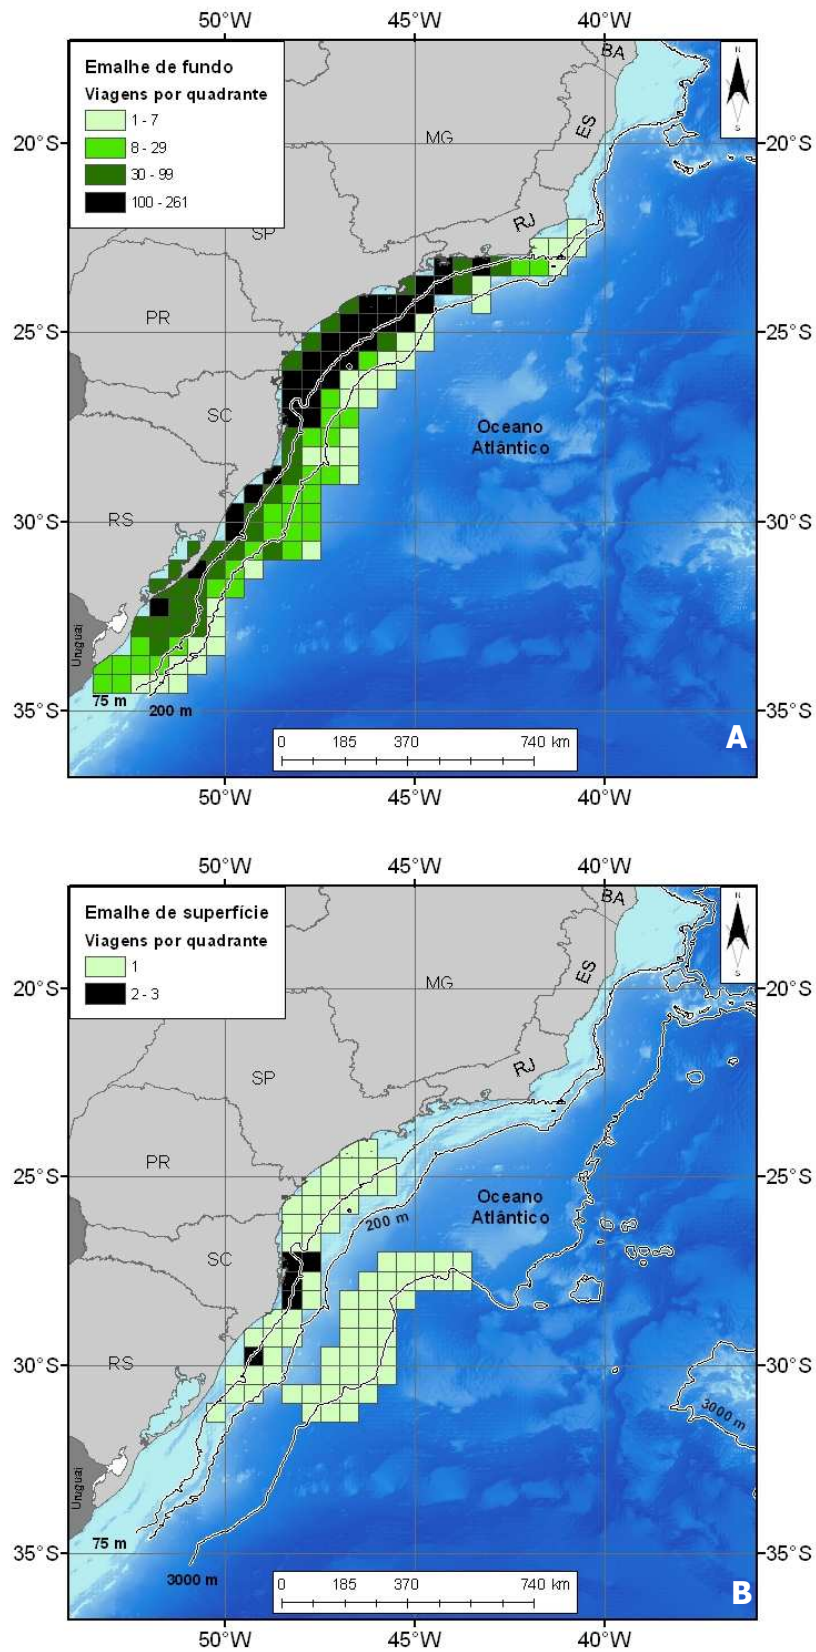 50°W 45°W 40°W
Emalhe de fundo
Viagens por quadrante
1 - 7
8 - 29
30 - 99
100 - 261
BA
N
S
MG
ES
20°S 20°S
RJ
SP
PR
25°S 25°S
SC
Oceano
Atlântico
RS
30°S 30°S
Uruguai
75 m
200 m
35°S 35°S
0 185 370 740 km
A
50°W 45°W 40°W
50°W 45°W 40°W
Emalhe de superfície
Viagens por quadrante
1
2 - 3
BA
N
S
MG
ES
20°S 20°S
RJ
SP
PR
25°S 25°S
Oceano
Atlântico
200 m
SC
RS
30°S 30°S
3000 m
Uruguai
75 m
35°S 35°S
3000 m
0 185 370 740 km
B
50°W 45°W 40°W